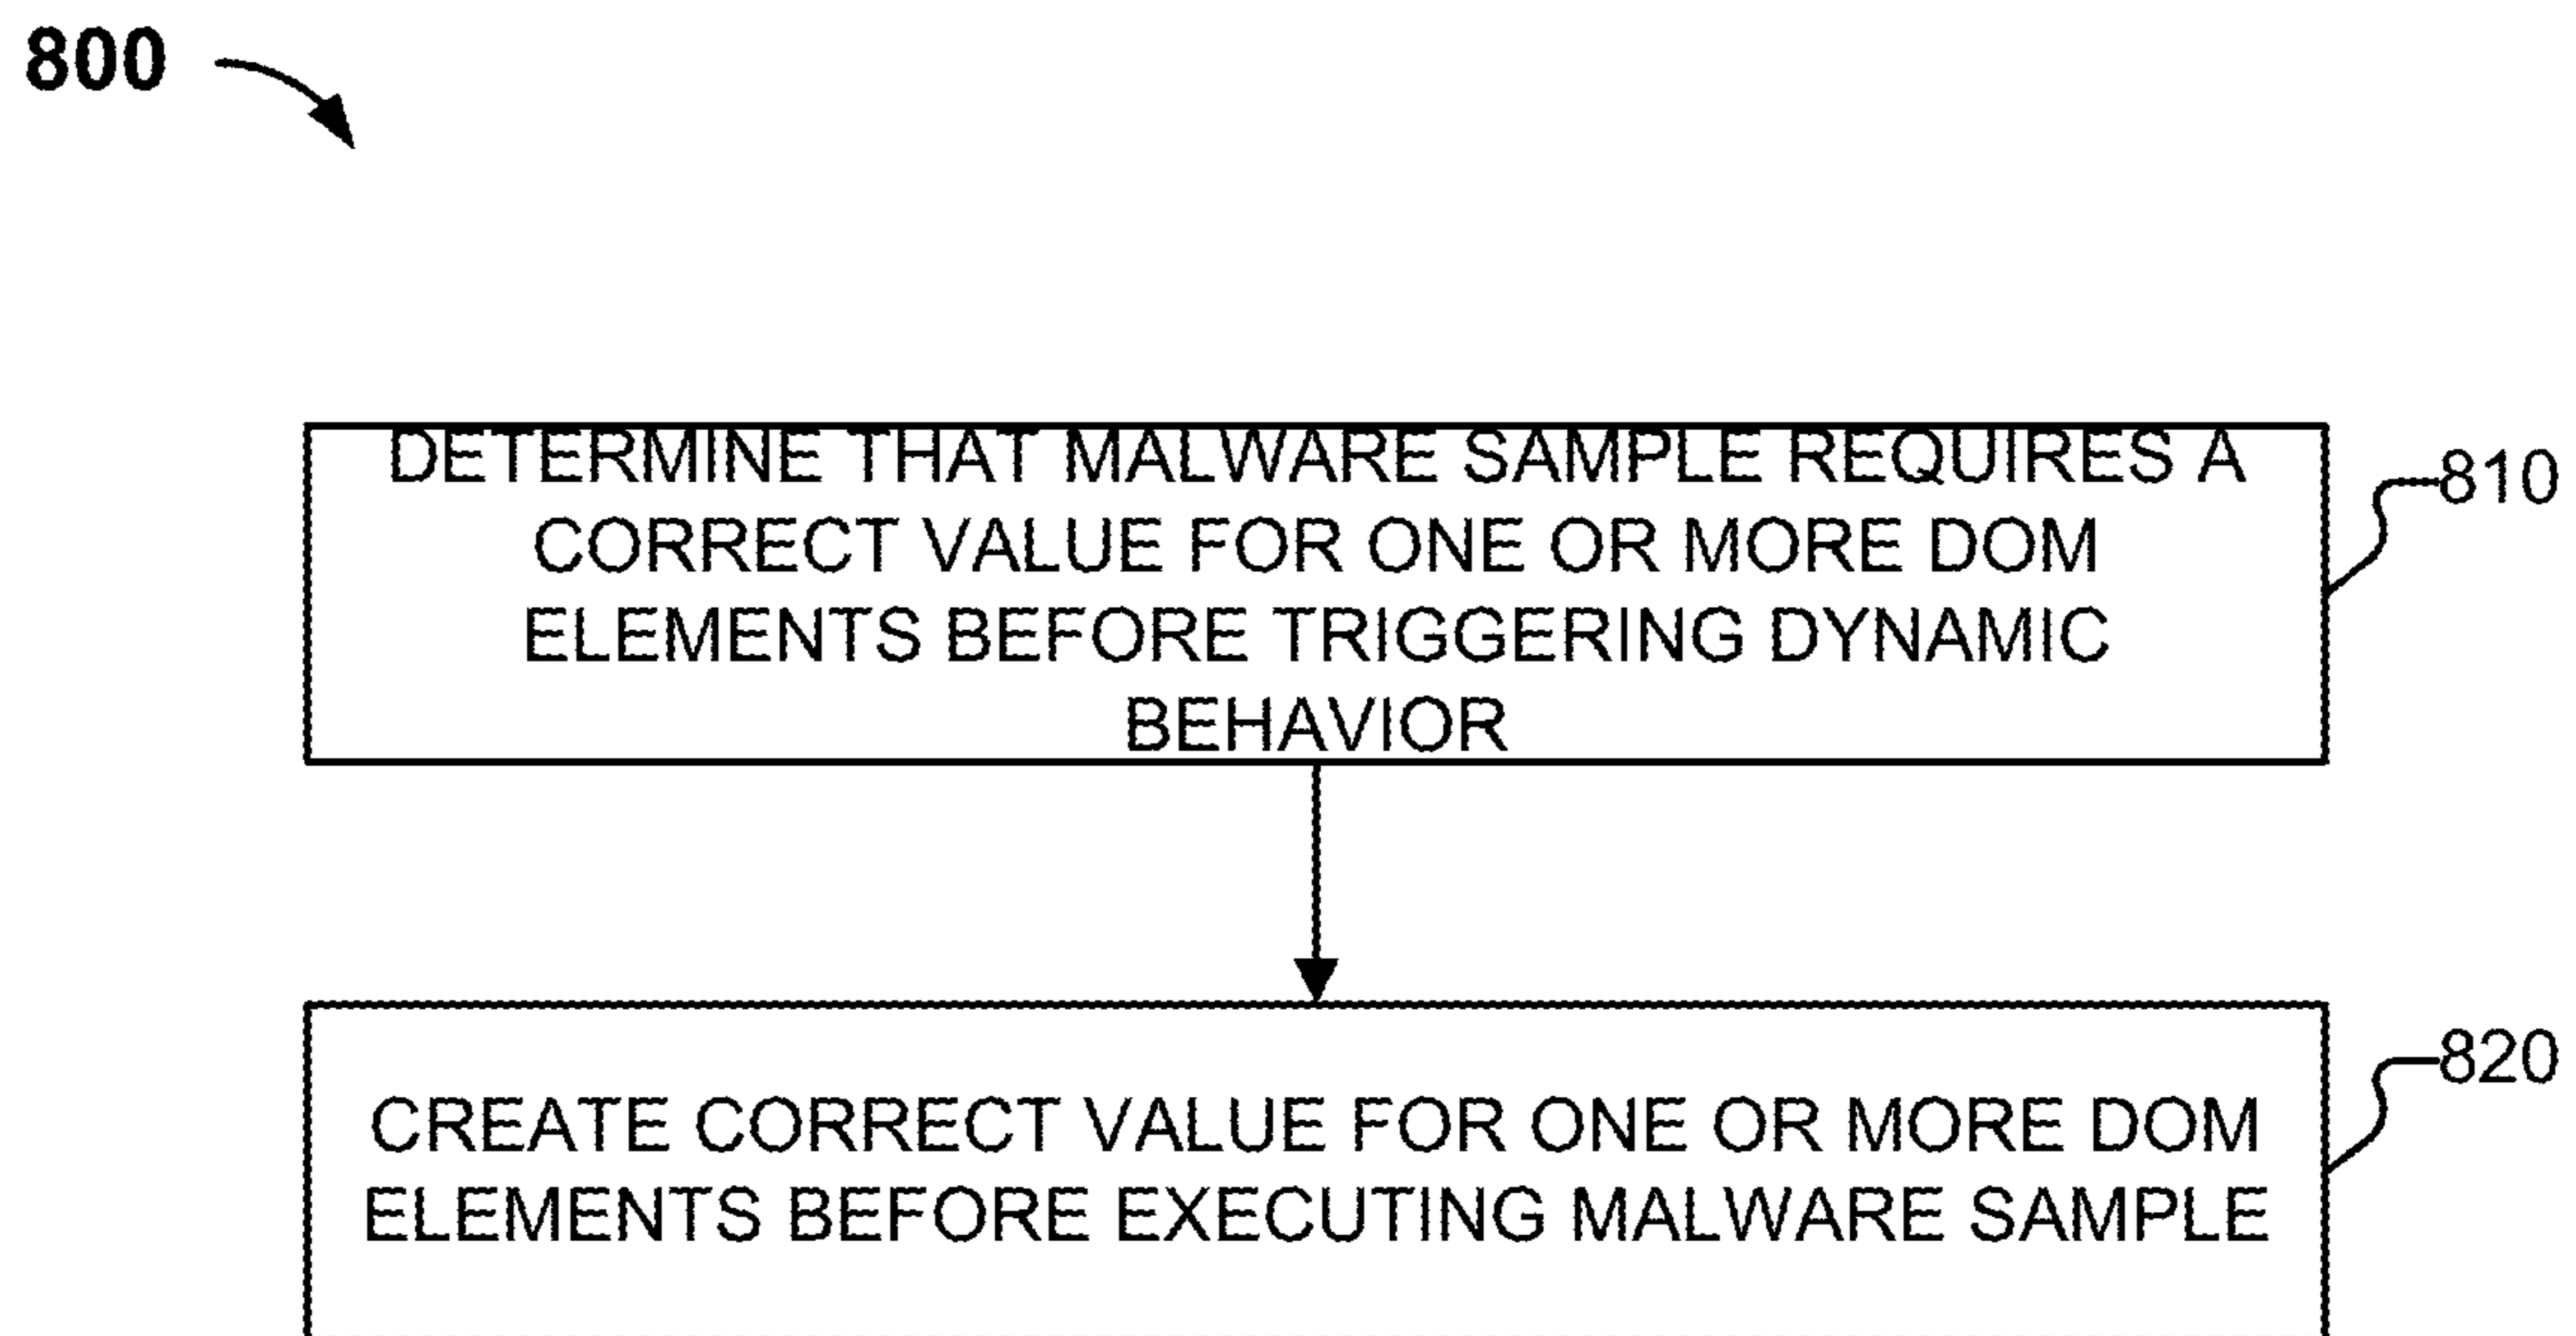 800
DETERMINE THAT MALWARE SAMPLE REQUIRES A
CORRECT VALUE FOR ONE OR MORE DOM
ELEMENTS BEFORE TRIGGERING DYNAMIC
BEHAVIOR
810
CREATE CORRECT VALUE FOR ONE OR MORE DOM
ELEMENTS BEFORE EXECUTING MALWARE SAMPLE
820